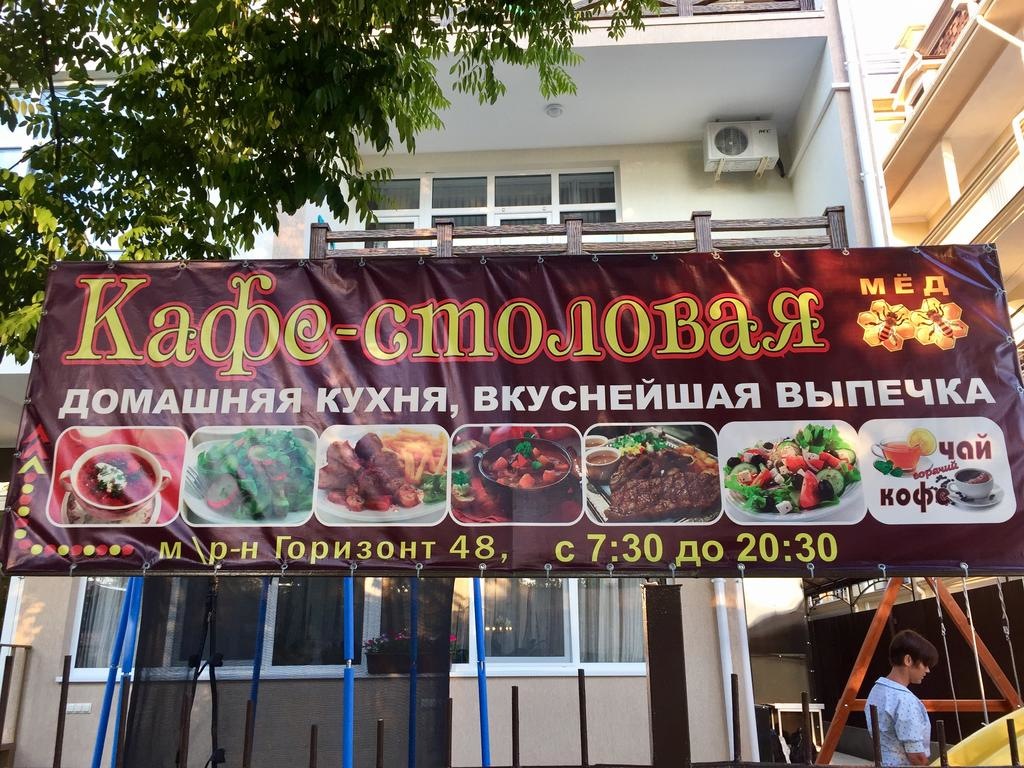 Кафе-столовая
МЁД
ДОМАШНЯЯ КУХНЯ, ВКУСНЕЙШАЯ ВЫПЕЧКА
чай
горячий
кофе
м\р-н Горизонт 48, с 7:30 до 20:30